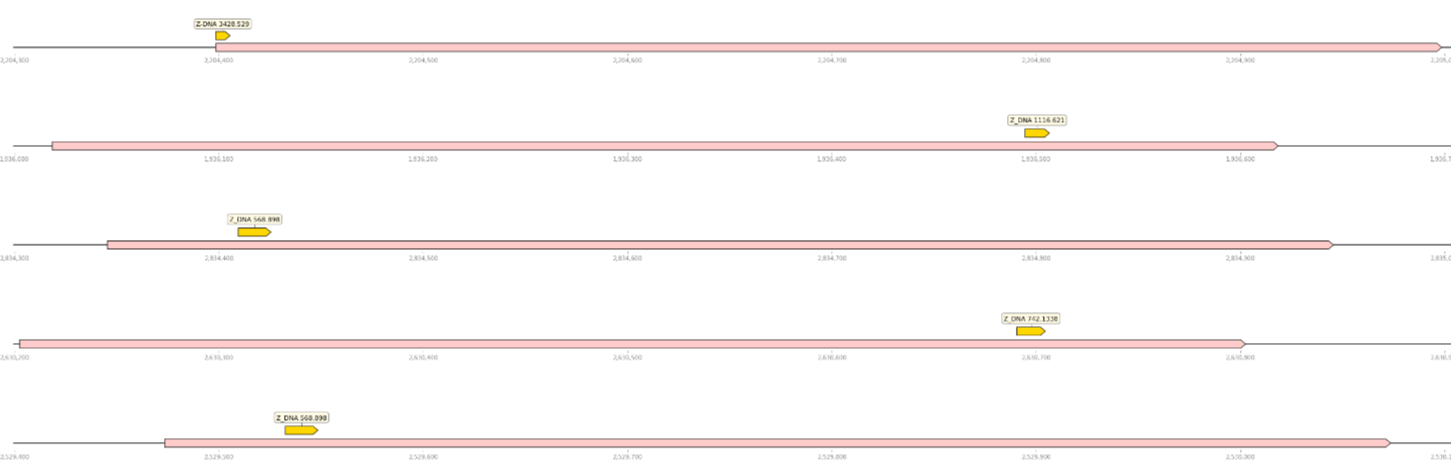 Z-DNA 3428.529
2,204,300 2,204,400 2,204,500 2,204,600 2,204,700 2,204,800 2,204,900
Z_DNA 1116.621
1,936,000 1,936,100 1,936,200 1,936,300 1,936,400 1,936,500 1,936,600
Z_DNA 568.898
2,834,300 2,834,400 2,834,500 2,834,600 2,834,700 2,834,800 2,834,900
Z_DNA 742.1338
2,630,200 2,630,300 2,630,400 2,630,500 2,630,600 2,630,700 2,630,800
Z_DNA 568.898
2,529,400 2,529,500 2,529,600 2,529,700 2,529,800 2,529,900 2,530,000